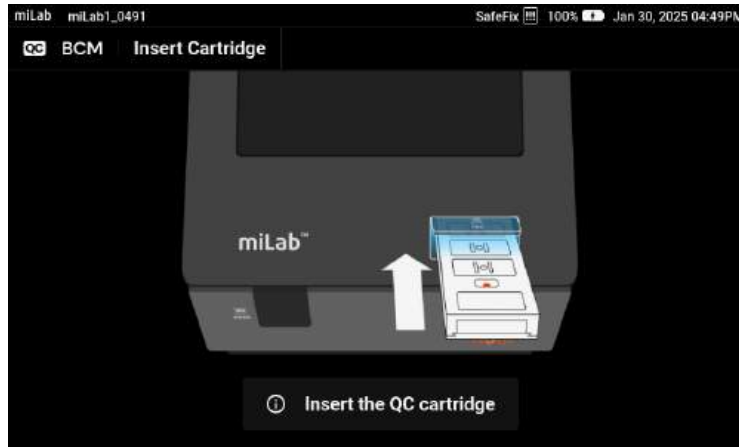 miLab miLab1_0491 SafeFix 100% Jan 30, 2025 04:49PM
QC BCM Insert Cartridge
miLab™
Insert the QC cartridge